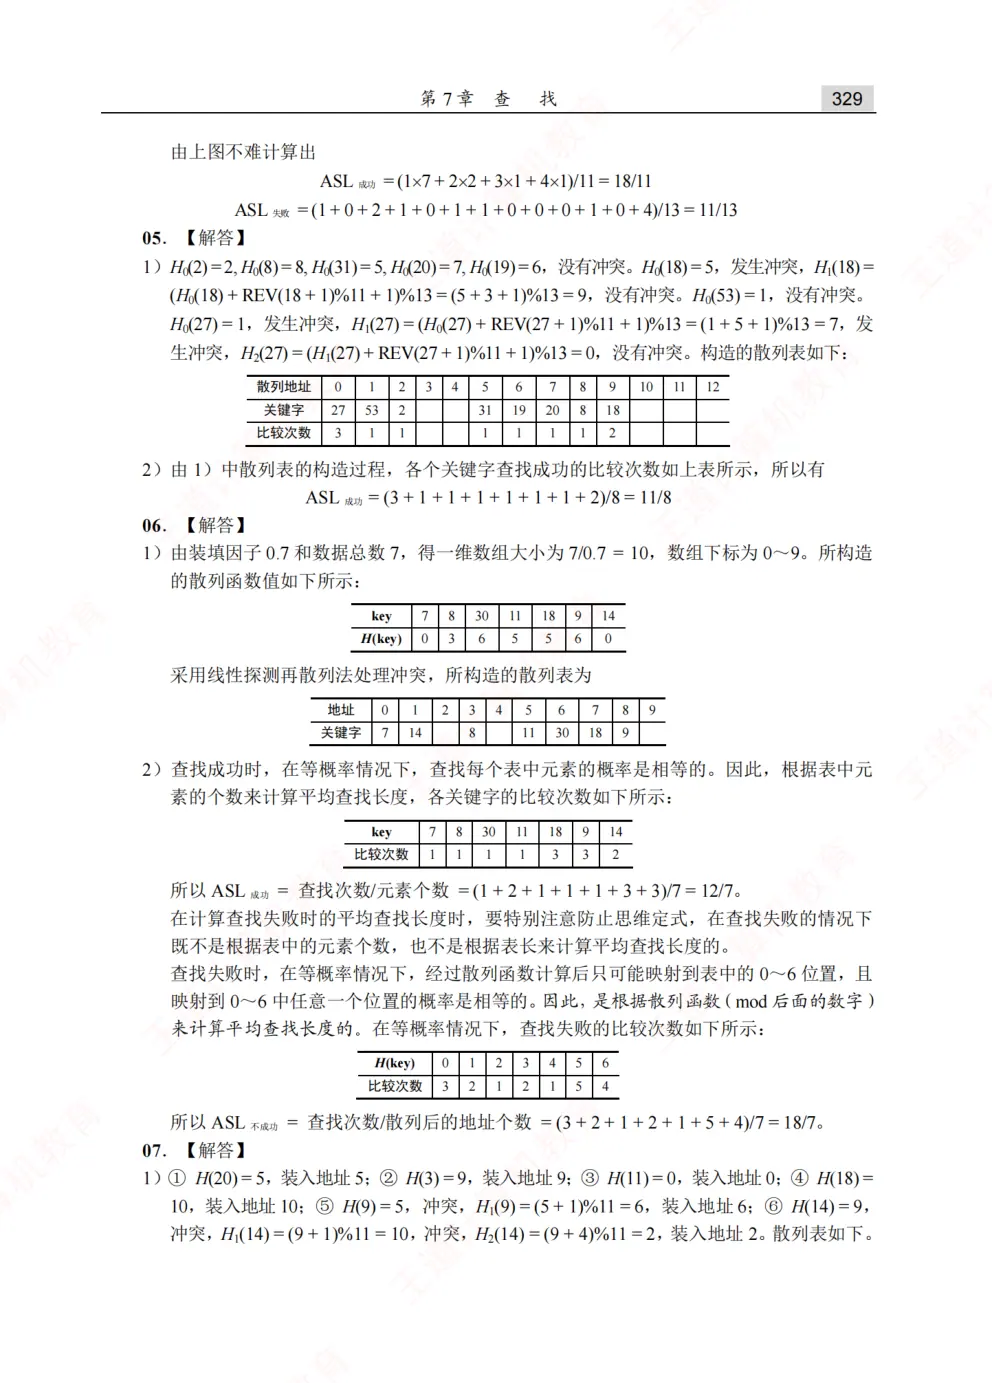 第 7 章 查 找 329
由上图不难计算出
ASL 成功 = (1×7 + 2×2 + 3×1 + 4×1)/11 = 18/11
ASL 失败 = (1 + 0 + 2 + 1 + 0 + 1 + 1 + 0 + 0 + 0 + 1 + 0 + 4)/13 = 11/13
05. 【解答】
1）H0(2) = 2, H0(8) = 8, H0(31) = 5, H0(20) = 7, H0(19) = 6，没有冲突。H0(18) = 5，发生冲突，H1(18) =
(H0(18) + REV(18 + 1)%11 + 1)%13 = (5 + 3 + 1)%13 = 9，没有冲突。H0(53) = 1，没有冲突。
H0(27) = 1，发生冲突，H1(27) = (H0(27) + REV(27 + 1)%11 + 1)%13 = (1 + 5 + 1)%13 = 7，发
生冲突，H2(27) = (H1(27) + REV(27 + 1)%11 + 1)%13 = 0，没有冲突。构造的散列表如下：
散列地址 0 1 2 3 4 5 6 7 8 9 10 11 12
关键字 27 53 2 31 19 20 8 18
比较次数 3 1 1 1 1 1 1 2
2）由 1）中散列表的构造过程，各个关键字查找成功的比较次数如上表所示，所以有
ASL 成功 = (3 + 1 + 1 + 1 + 1 + 1 + 1 + 2)/8 = 11/8
06. 【解答】
1）由装填因子 0.7 和数据总数 7，得一维数组大小为 7/0.7 = 10，数组下标为 0～9。所构造
的散列函数值如下所示：
key 7 8 30 11 18 9 14
H(key) 0 3 6 5 5 6 0
采用线性探测再散列法处理冲突，所构造的散列表为
地址 0 1 2 3 4 5 6 7 8 9
关键字 7 14 8 11 30 18 9
2）查找成功时，在等概率情况下，查找每个表中元素的概率是相等的。因此，根据表中元
素的个数来计算平均查找长度，各关键字的比较次数如下所示：
key 7 8 30 11 18 9 14
比较次数 1 1 1 1 3 3 2
所以 ASL 成功 = 查找次数/元素个数 = (1 + 2 + 1 + 1 + 1 + 3 + 3)/7 = 12/7。
在计算查找失败时的平均查找长度时，要特别注意防止思维定式，在查找失败的情况下
既不是根据表中的元素个数，也不是根据表长来计算平均查找长度的。
查找失败时，在等概率情况下，经过散列函数计算后只可能映射到表中的 0～6 位置，且
映射到 0～6 中任意一个位置的概率是相等的。因此，是根据散列函数（mod 后面的数字）
来计算平均查找长度的。在等概率情况下，查找失败的比较次数如下所示：
H(key) 0 1 2 3 4 5 6
比较次数 3 2 1 2 1 5 4
所以 ASL 不成功 = 查找次数/散列后的地址个数 = (3 + 2 + 1 + 2 + 1 + 5 + 4)/7 = 18/7。
07. 【解答】
1）① H(20) = 5，装入地址 5；② H(3) = 9，装入地址 9；③ H(11) = 0，装入地址 0；④ H(18) =
10，装入地址 10；⑤ H(9) = 5，冲突，H1(9) = (5 + 1)%11 = 6，装入地址 6；⑥ H(14) = 9，
冲突，H1(14) = (9 + 1)%11 = 10，冲突，H2(14) = (9 + 4)%11 = 2，装入地址 2。散列表如下。